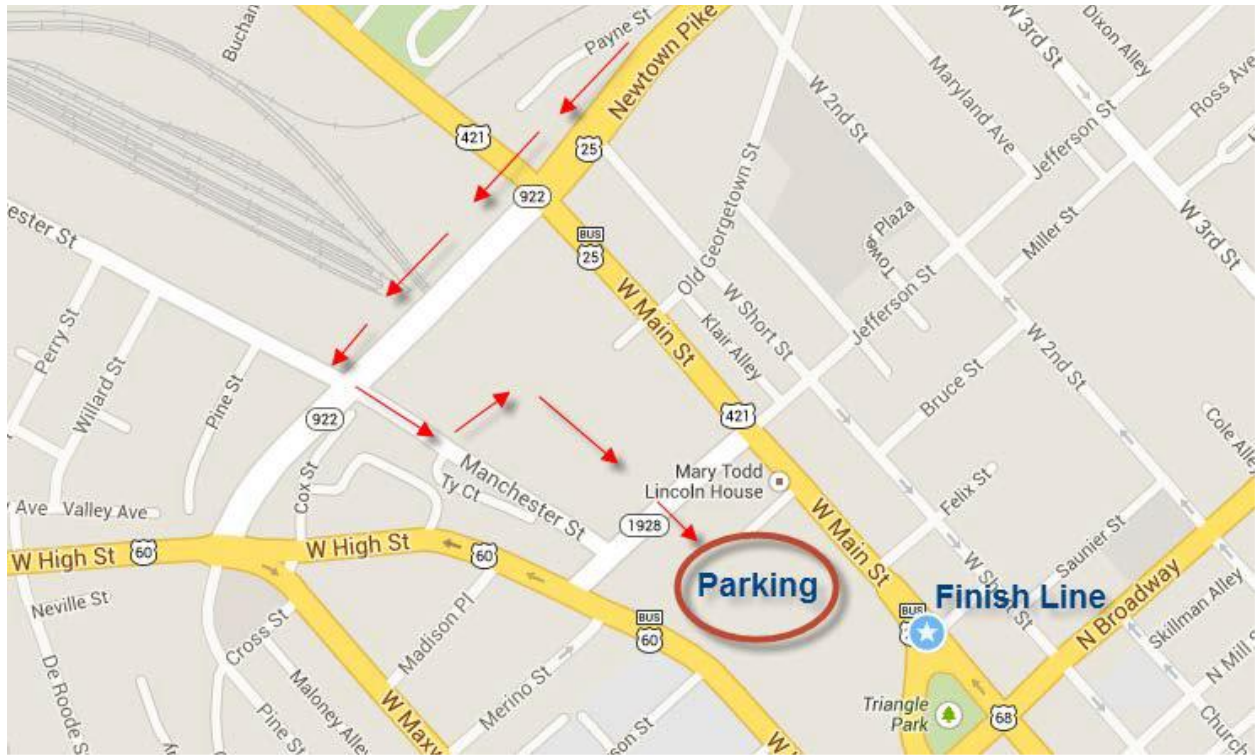 Buchan
Payne St
Newtown Pike
W 3rd St
Dixon Alley
Ross Ave
Maryland Ave
Jefferson St
W 2nd St
421
25
922
BUS
25
Old Georgetown St
Tower Plaza
Miller St
W 3rd St
ester St
W Main St
W Short St
Klair Alley
Jefferson St
W 2nd St
Perry St
Willard St
Pine St
922
Bruce St
421
Cole Alle
Mary Todd
Lincoln House
Manchester St
Ty Ct
Cox St
Ave
Valley Ave
1928
W Main St
Felix St
Saunier St
W High St
60
W High St
60
Parking
Finish Line
W Short St
N Broadway
Skillman Alley
Neville St
BUS
60
BUS
Cross St
Madison Pl
Merino St
N Mill
De Roode S
Pine St
Maloney Alley
W Maxw
son St
W
Triangle
Park
68
Churc